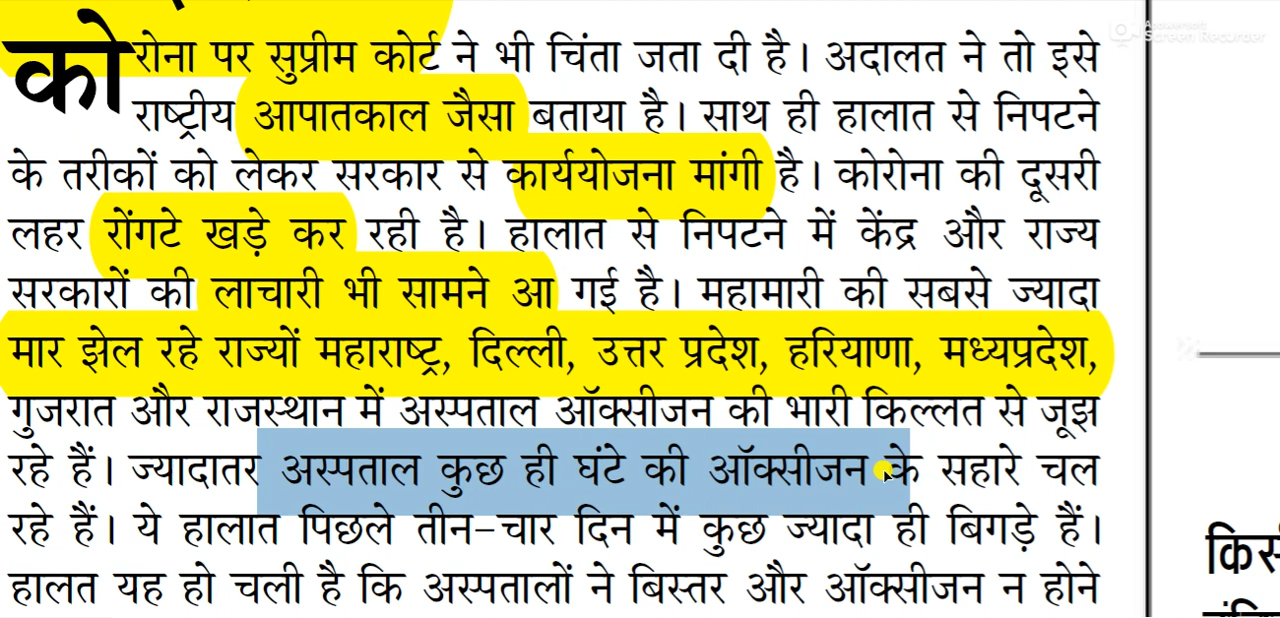 कोरोना पर सुप्रीम कोर्ट ने भी चिंता जता दी है। अदालत ने तो इसे
राष्ट्रीय आपातकाल जैसा बताया है। साथ ही हालात से निपटने
के तरीकों को लेकर सरकार से कार्ययोजना मांगी है। कोरोना की दूसरी
लहर रोंगटे खड़े कर रही है। हालात से निपटने में केंद्र और राज्य
सरकारों की लाचारी भी सामने आ गई है। महामारी की सबसे ज्यादा
मार झेल रहे राज्यों महाराष्ट्र, दिल्ली, उत्तर प्रदेश, हरियाणा, मध्यप्रदेश,
गुजरात और राजस्थान में अस्पताल ऑक्सीजन की भारी किल्लत से जूझ
रहे हैं। ज्यादातर अस्पताल कुछ ही घंटे की ऑक्सीजन के सहारे चल
रहे हैं। ये हालात पिछले तीन-चार दिन में कुछ ज्यादा ही बिगड़े हैं।
हालत यह हो चली है कि अस्पतालों ने बिस्तर और ऑक्सीजन न होने
Apowersoft
Screen Recorder